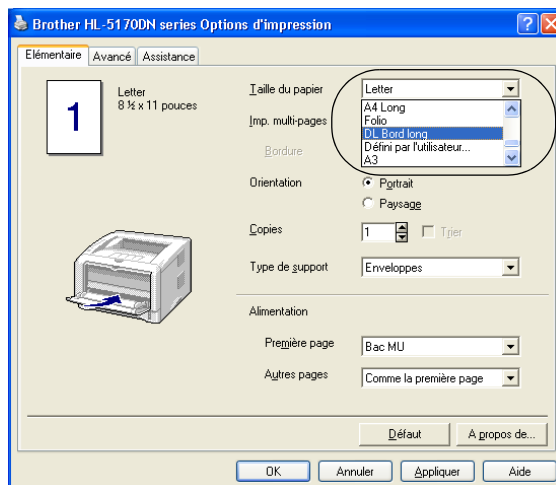 Brother HL-5170DN series Options d'impression
Elémentaire Avancé Assistance
1
Letter
8 ½ x 11 pouces
Taille du papier Letter
A4 Long
Folio
DL Bord long
Défini par l'utilisateur...
A3
Imp. multi-pages
Bordure
Orientation Portrait
Paysage
Copies 1 Trier
Type de support Enveloppes
Alimentation
Première page Bac MU
Autres pages Comme la première page
Défaut A propos de...
OK Annuler Appliquer Aide